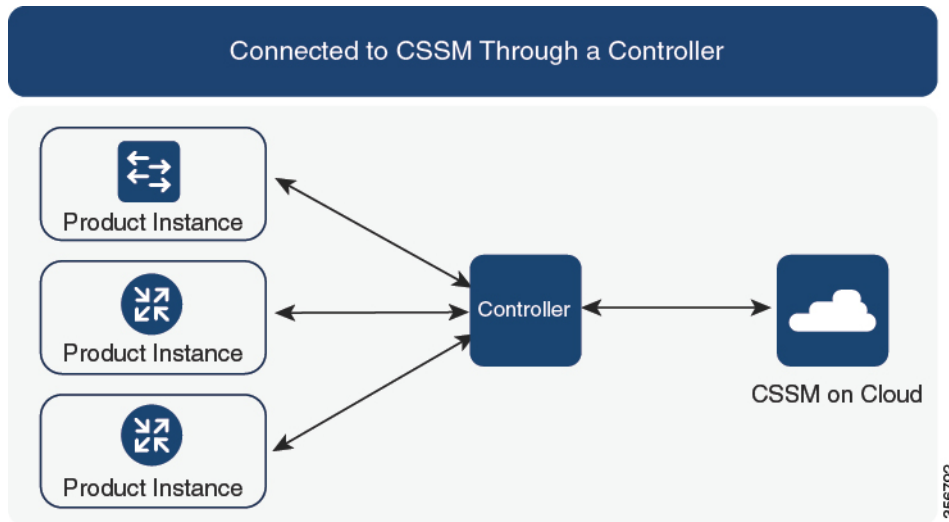 Connected to CSSM Through a Controller
Product Instance
Product Instance
Product Instance
Controller
CSSM on Cloud